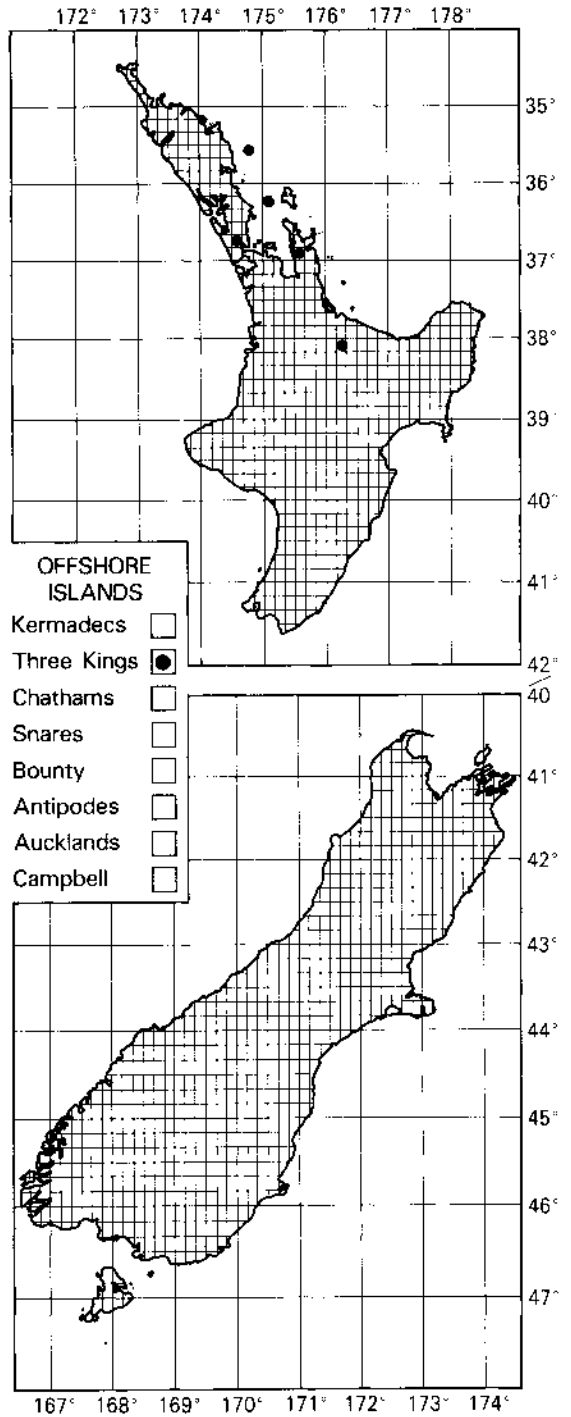 172° 173° 174° 175° 176° 177° 178°
35°
36°
37°
38°
39°
40°
41°
42°
OFFSHORE
ISLANDS
Kermadecs
Three Kings
Chathams
Snares
Bounty
Antipodes
Aucklands
Campbell
40
41°
42°
43°
44°
45°
46°
47°
167° 168° 169° 170° 171° 172° 173° 174°